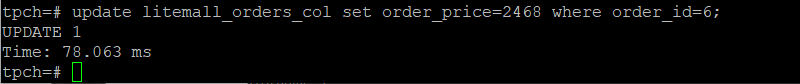 tpch=# update litemall_orders_col set order_price=2468 where order_id=6;
UPDATE 1
Time: 78.063 ms
tpch=#